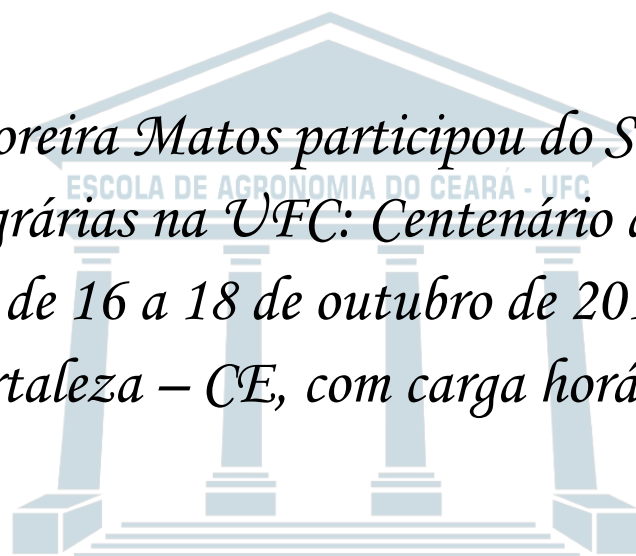 oreira Matos participou do S
ESCOLA DE AGRONOMIA DO CEARÁ - UFC
grárias na UFC: Centenário
de 16 a 18 de outubro de 201
rtaleza – CE, com carga horá